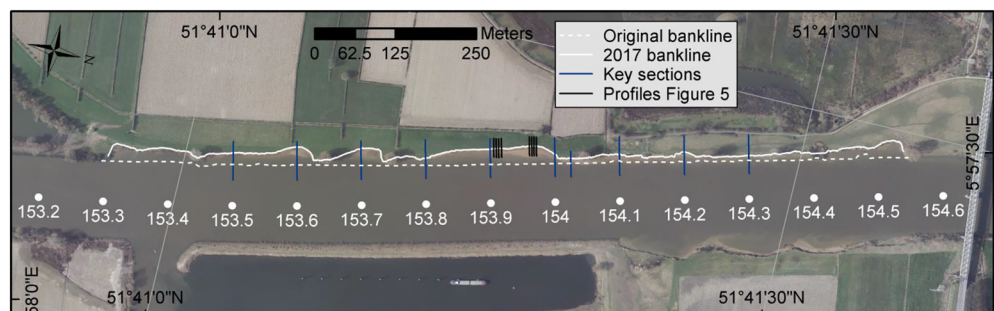 51°41'0"N
Meters
0 62.5 125 250
N
Original bankline
2017 bankline
Key sections
Profiles Figure 5
51°41'30"N
5°57'30"E
153.2 153.3 153.4 153.5 153.6 153.7 153.8 153.9 154 154.1 154.2 154.3 154.4 154.5 154.6
58'0"E
51°41'0"N
51°41'30"N